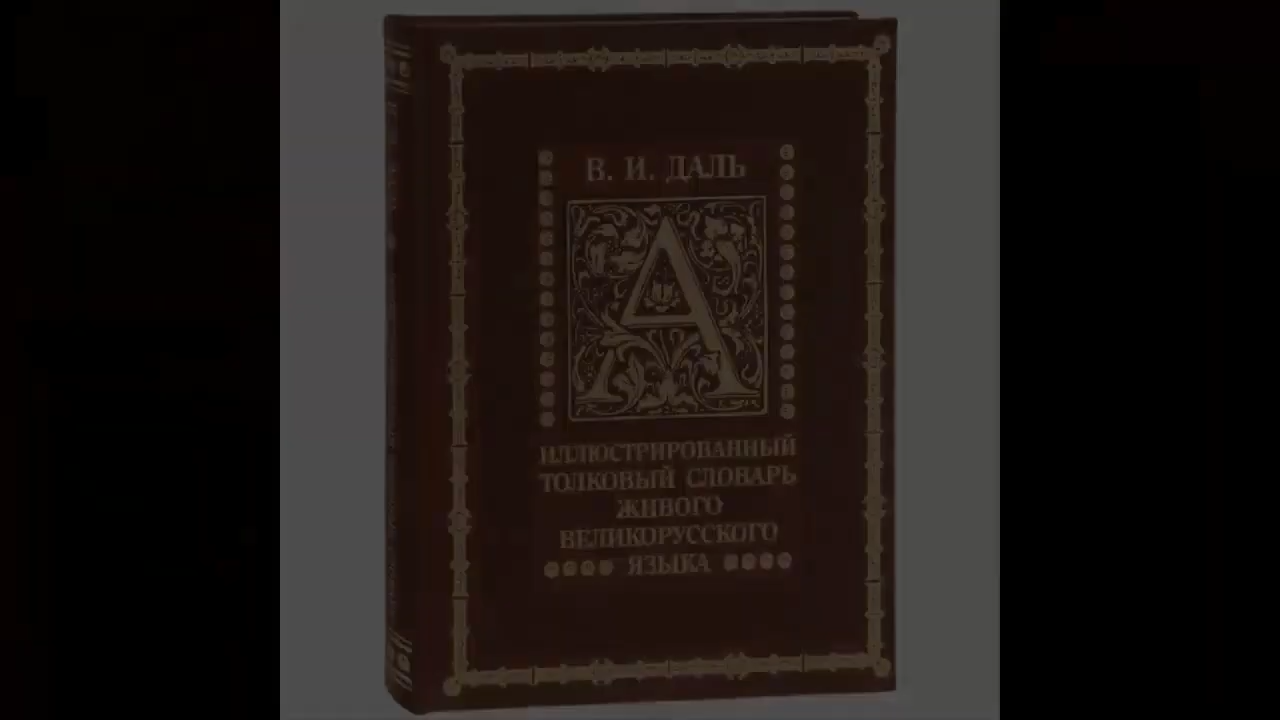 В. И. ДАЛЬ
А
ИЛЛЮСТРИРОВАННЫЙ
ТОЛКОВЫЙ СЛОВАРЬ
ЖИВОГО
ВЕЛИКОРУССКОГО
ЯЗЫКА